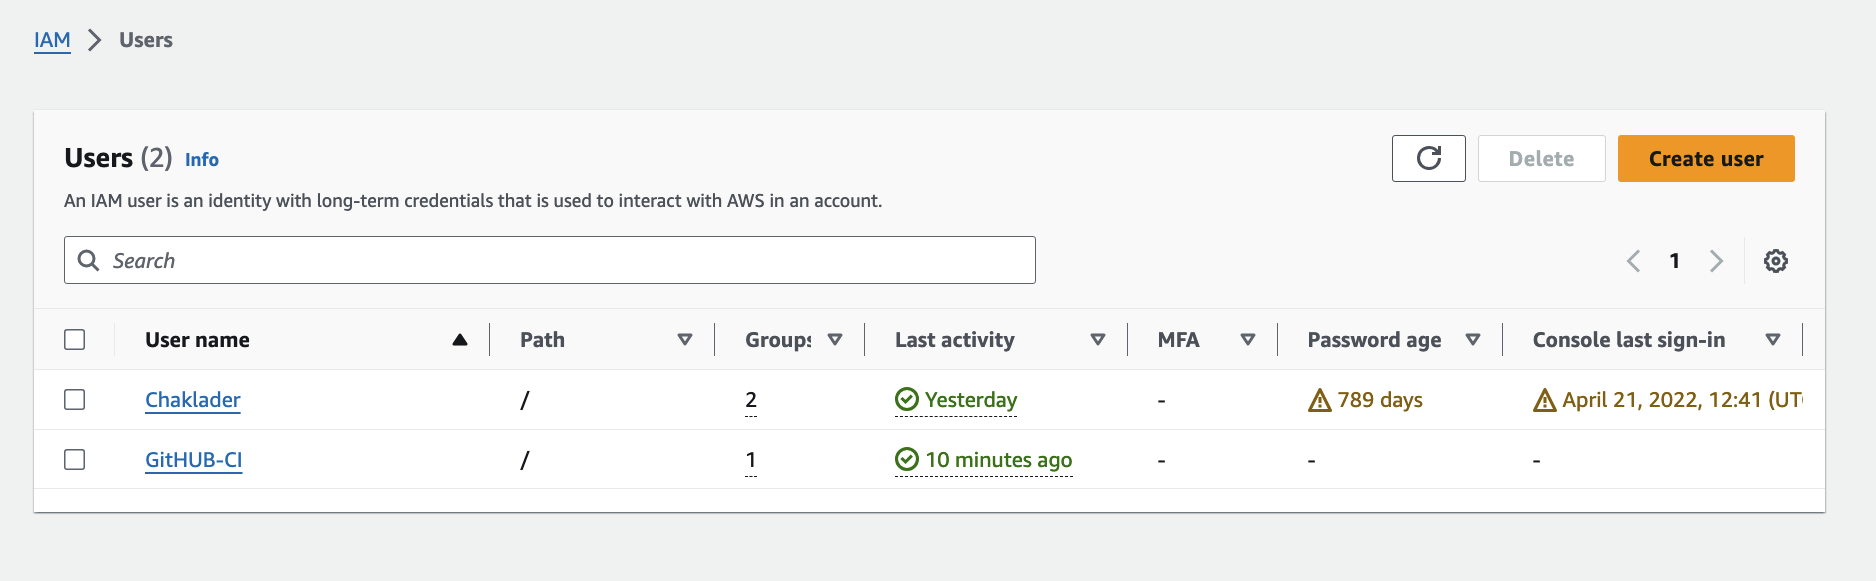 IAM > Users
Users (2) Info
Delete
Create user
An IAM user is an identity with long-term credentials that is used to interact with AWS in an account.
Search
1
User name Path Groups Last activity MFA Password age Console last sign-in
Chaklader / 2 Yesterday - 789 days April 21, 2022, 12:41 (UT
GitHUB-CI / 1 10 minutes ago - - -